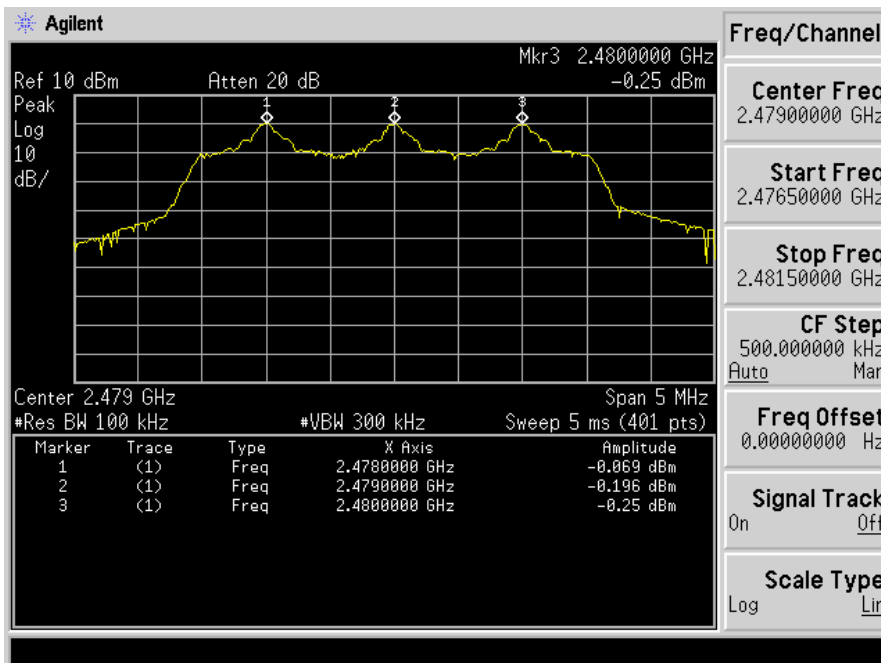 Agilent
Freq/Channel
Mkr3 2.4800000 GHz
Ref 10 dBm Atten 20 dB -0.25 dBm
Peak
Log
10
dB/
1 2 3
Center 2.479 GHz Span 5 MHz
#Res BW 100 kHz #VBW 300 kHz Sweep 5 ms (401 pts)
Marker Trace Type X Axis Amplitude
1 (1) Freq 2.4780000 GHz -0.069 dBm
2 (1) Freq 2.4790000 GHz -0.196 dBm
3 (1) Freq 2.4800000 GHz -0.25 dBm
Center Freq
2.47900000 GHz
Start Freq
2.47650000 GHz
Stop Freq
2.48150000 GHz
CF Step
500.000000 kHz
Auto Man
Freq Offset
0.00000000 Hz
Signal Track
On Off
Scale Type
Log Lin